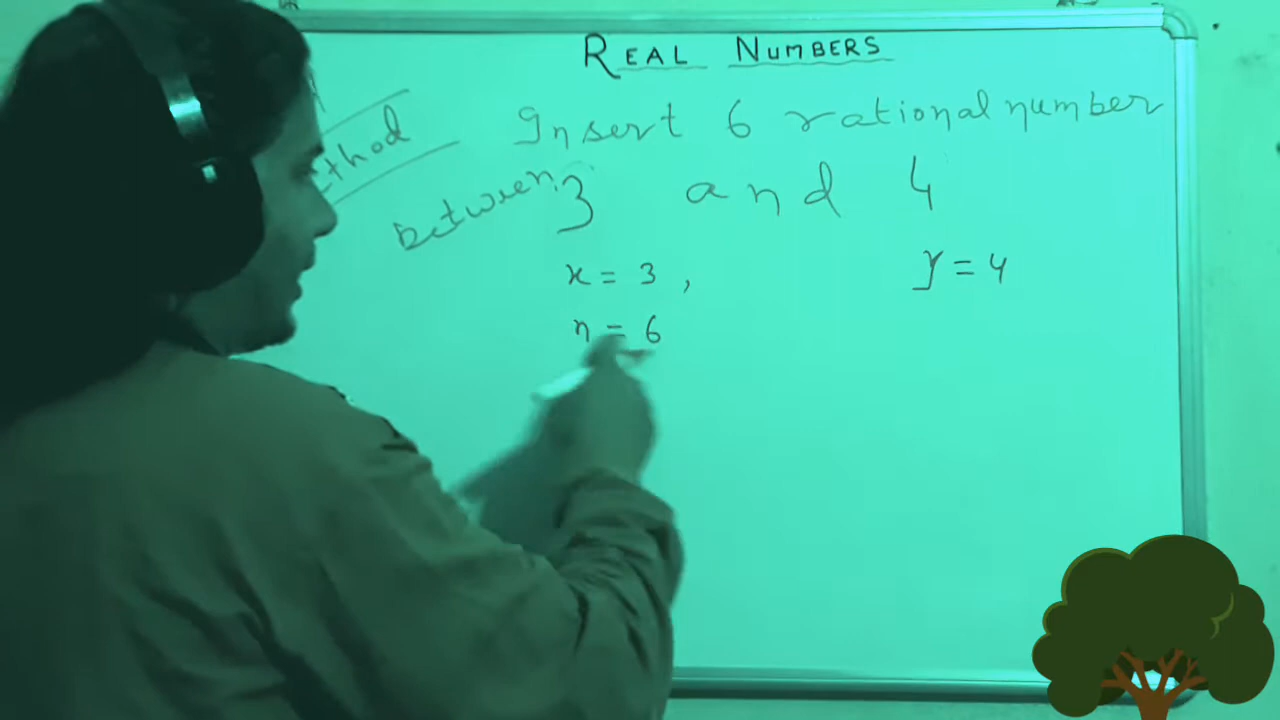 REAL NUMBERS
Insert 6 rational number
between 3 and 4
x = 3 , y = 4
n = 6